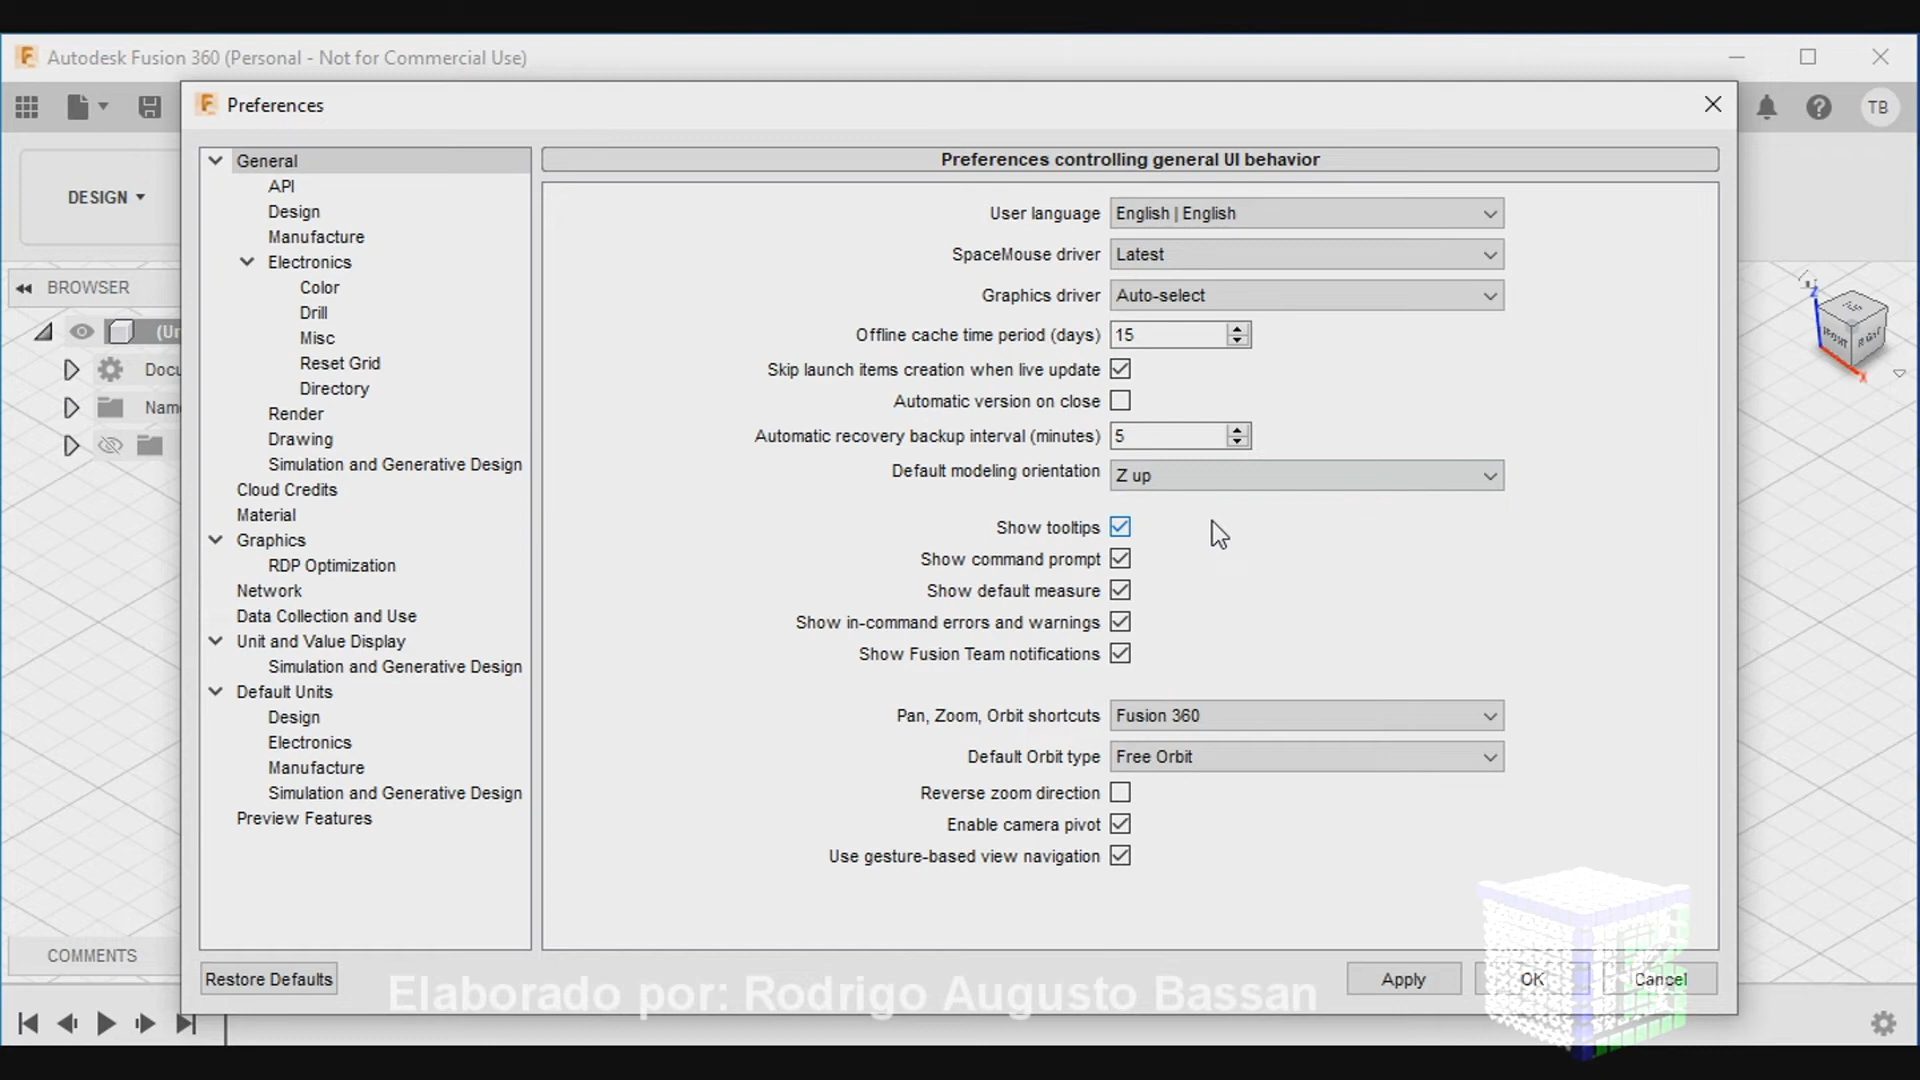 Autodesk Fusion 360 (Personal - Not for Commercial Use)
TB
Preferences
DESIGN
BROWSER
(Un
Docu
Name
COMMENTS
General
API
Design
Manufacture
Electronics
Color
Drill
Misc
Reset Grid
Directory
Render
Drawing
Simulation and Generative Design
Cloud Credits
Material
Graphics
RDP Optimization
Network
Data Collection and Use
Unit and Value Display
Simulation and Generative Design
Default Units
Design
Electronics
Manufacture
Simulation and Generative Design
Preview Features
Preferences controlling general UI behavior
User language English | English
SpaceMouse driver Latest
Graphics driver Auto-select
Offline cache time period (days) 15
Skip launch items creation when live update
Automatic version on close
Automatic recovery backup interval (minutes) 5
Default modeling orientation Z up
Show tooltips
Show command prompt
Show default measure
Show in-command errors and warnings
Show Fusion Team notifications
Pan, Zoom, Orbit shortcuts Fusion 360
Default Orbit type Free Orbit
Reverse zoom direction
Enable camera pivot
Use gesture-based view navigation
Z
TOP
FRONT
RIGHT
X
Restore Defaults
Apply
OK
Cancel
Elaborado por: Rodrigo Augusto Bassan